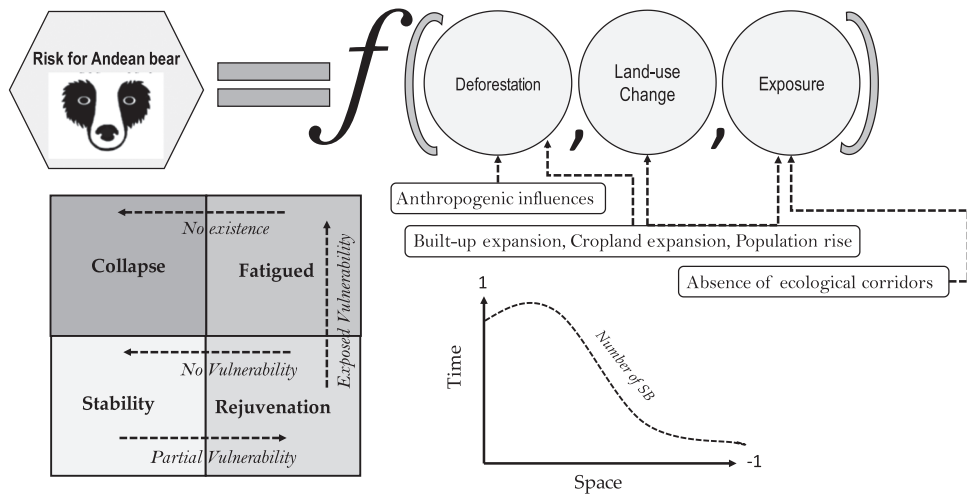 Risk for Andean bear
f
(
Deforestation
,
Land-use
Change
,
Exposure
)
Anthropogenic influences
Built-up expansion, Cropland expansion, Population rise
Absence of ecological corridors
No existence
Collapse
Fatigued
Exposed Vulnerability
No Vulnerability
Stability
Rejuvenation
Partial Vulnerability
1
Time
Number of SB
-1
Space